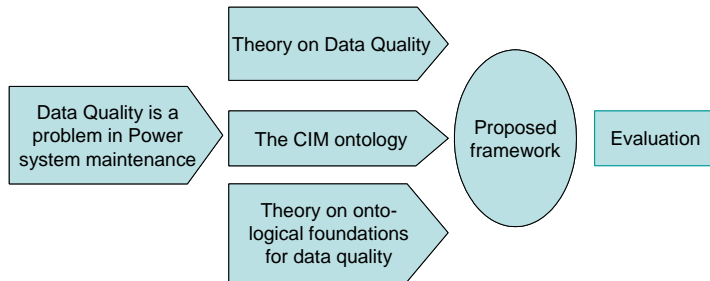 Data Quality is a
problem in Power
system maintenance
Theory on Data Quality
The CIM ontology
Theory on onto-
logical foundations
for data quality
Proposed
framework
Evaluation